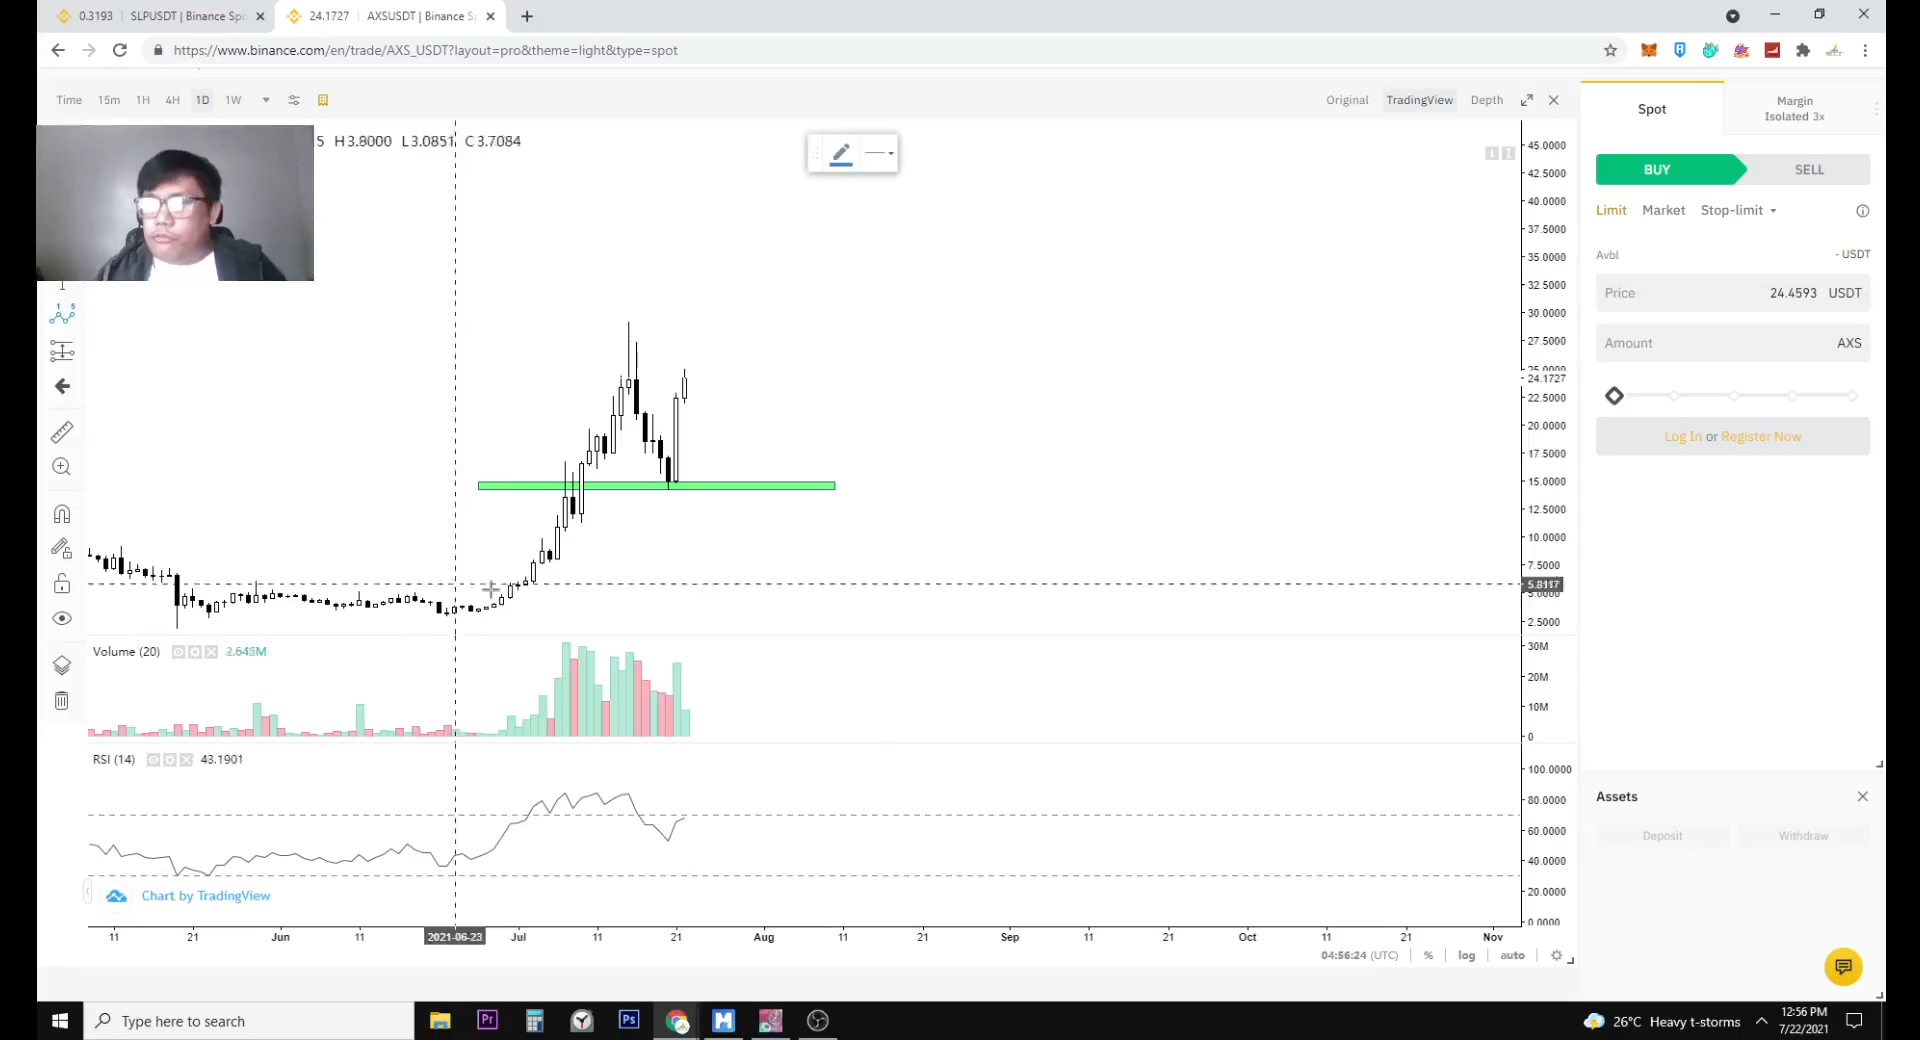 0.3193 | SLPUSDT | Binance Spo
24.1727 | AXSUSDT | Binance S
https://www.binance.com/en/trade/AXS_USDT?layout=pro&theme=light&type=spot
Time 15m 1H 4H 1D 1W
Original TradingView Depth
5 H3.8000 L3.0851 C3.7084
45.0000
42.5000
40.0000
37.5000
35.0000
32.5000
30.0000
27.5000
25.0000
24.1727
22.5000
20.0000
17.5000
15.0000
12.5000
10.0000
7.5000
5.0000
2.5000
Volume (20)
30M
20M
10M
0
RSI (14) 43.1901
100.0000
80.0000
60.0000
40.0000
20.0000
0.0000
Chart by TradingView
11 21 Jun 11 2021-06-23 Jul 11 21 Aug 11 21 Sep 11 21 Oct 11 21 Nov
04:56:24 (UTC) % log auto
Spot
Margin
Isolated 3x
BUY SELL
Limit Market Stop-limit
Avbl - USDT
Price 24.4593 USDT
Amount AXS
Log In or Register Now
Assets
Deposit Withdraw
Type here to search
Pr
Ps
26°C Heavy t-storms
12:56 PM
7/22/2021